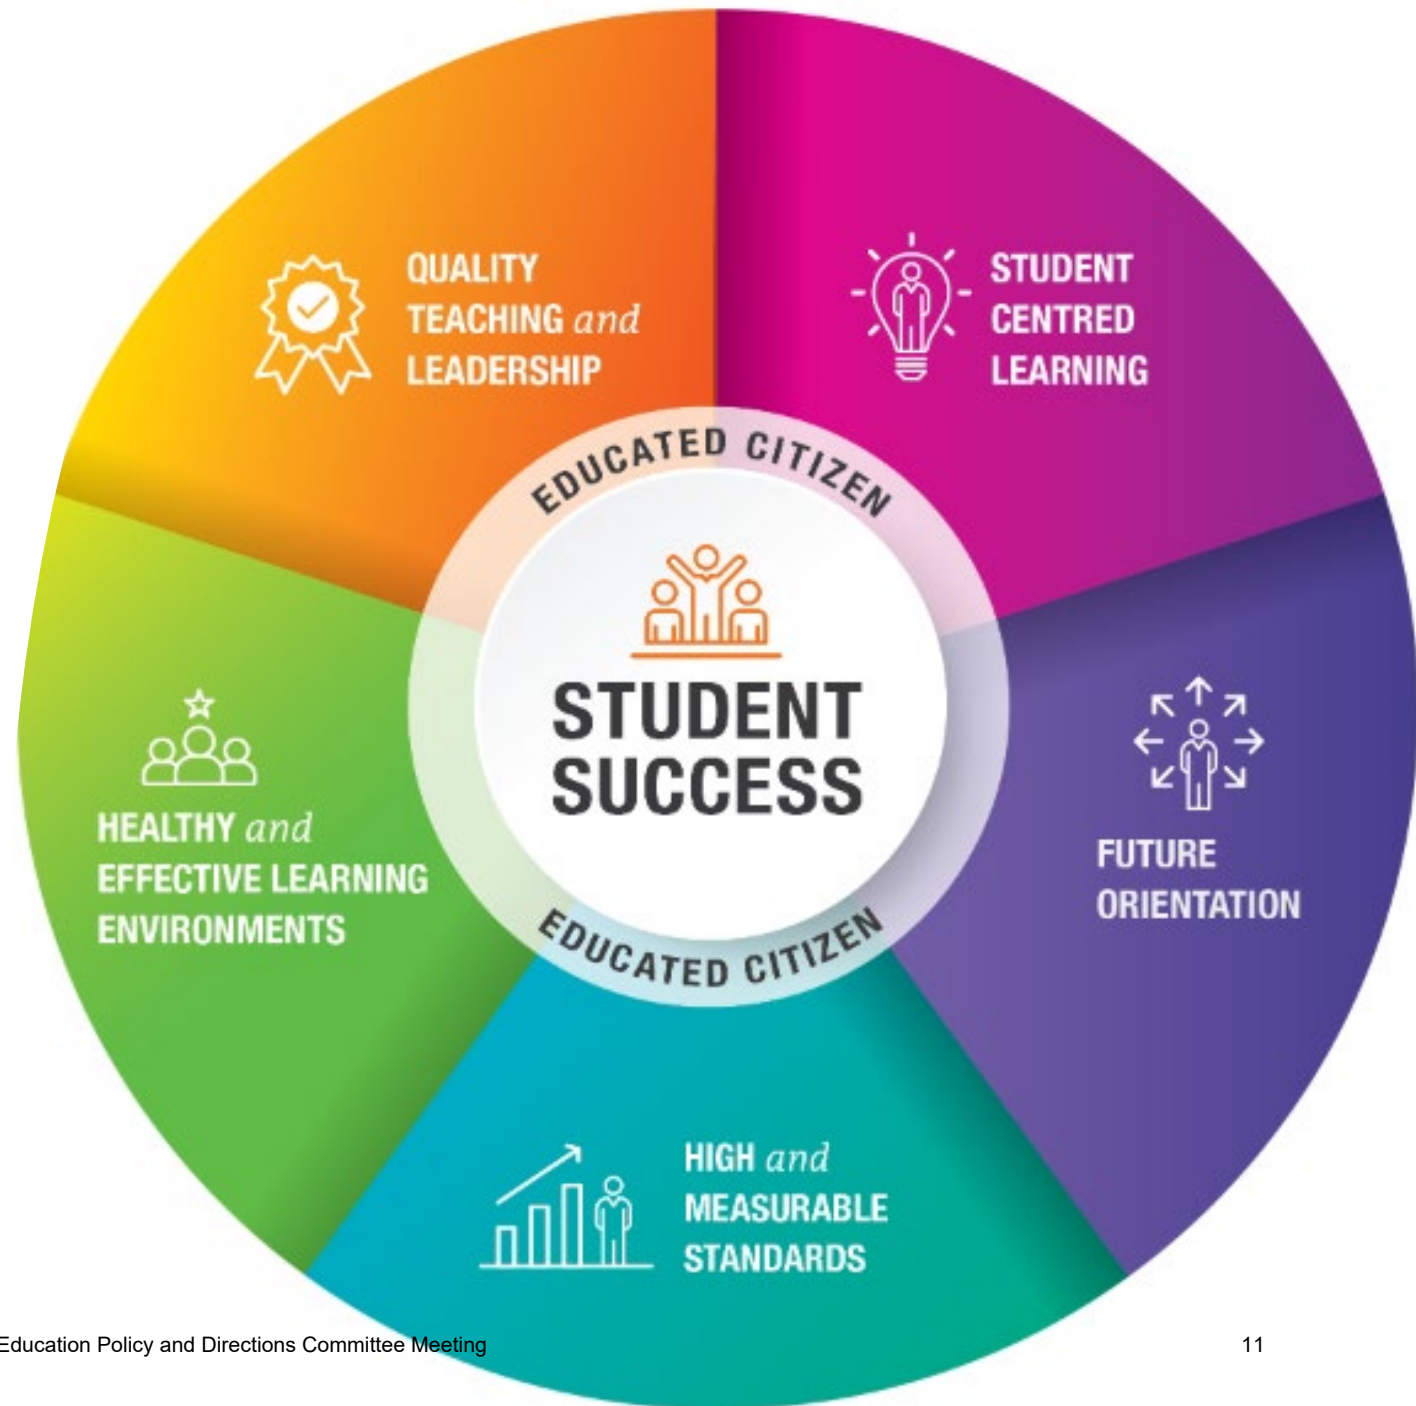 QUALITY
TEACHING and
LEADERSHIP
STUDENT
CENTRED
LEARNING
EDUCATED CITIZEN
STUDENT
SUCCESS
HEALTHY and
EFFECTIVE LEARNING
ENVIRONMENTS
FUTURE
ORIENTATION
EDUCATED CITIZEN
HIGH and
MEASURABLE
STANDARDS
Education Policy and Directions Committee Meeting
11